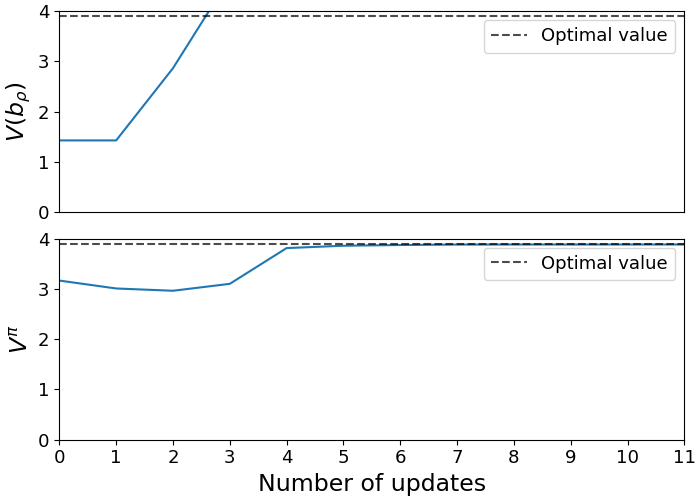 4
3
2
1
0
V(b_ρ)
Optimal value
4
3
2
1
0
V^π
Optimal value
0 1 2 3 4 5 6 7 8 9 10 11
Number of updates